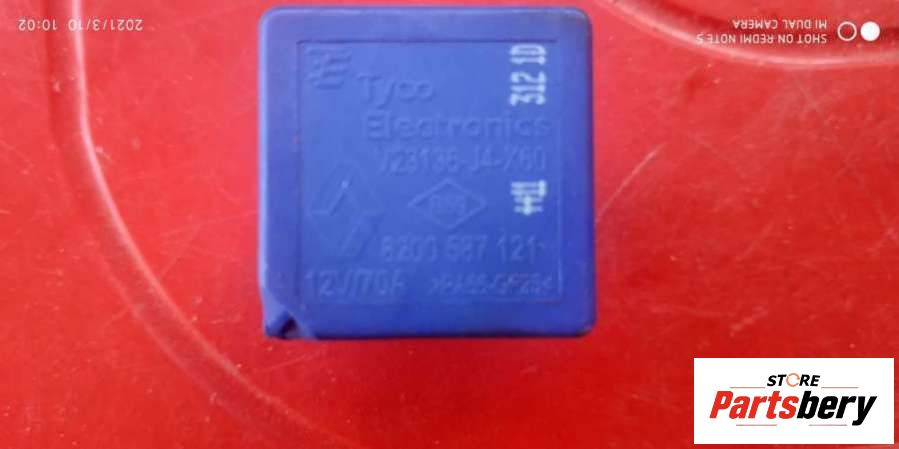 2021/3/10 10:02
SHOT ON REDMI NOTE 5
MI DUAL CAMERA
312 1D
Tyco
Electronics
V23136-J4-X60
8200 587 121
12V/70A >PA66-GF25<
STORE
Partsbery